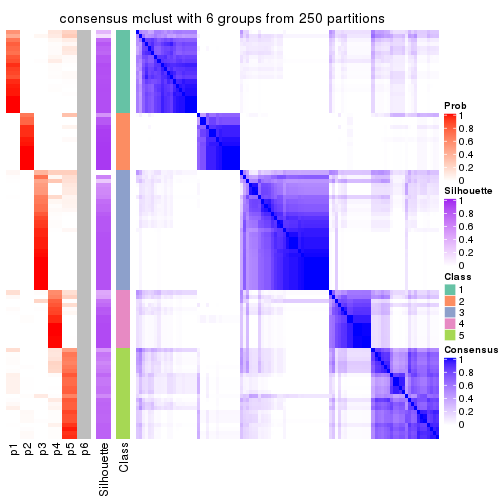 consensus mclust with 6 groups from 250 partitions
Prob
1
0.8
0.6
0.4
0.2
0
Silhouette
1
0.8
0.6
0.4
0.2
0
Class
1
2
3
4
5
Consensus
1
0.8
0.6
0.4
0.2
0
p1
p2
p3
p4
p5
p6
Silhouette
Class